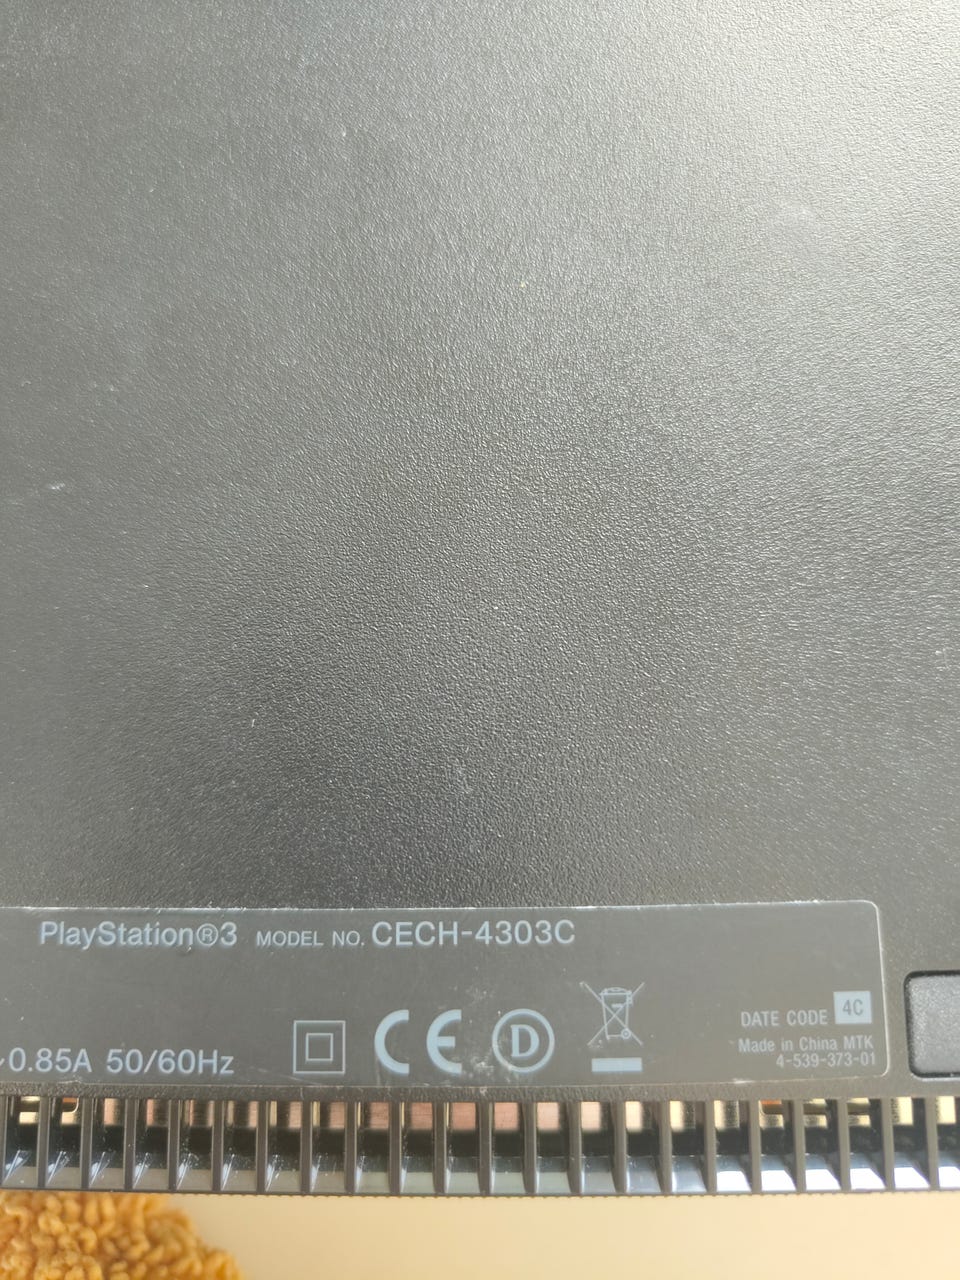 PlayStation®3 MODEL NO. CECH-4303C
0.85A 50/60Hz
CE
D
DATE CODE 4C
Made in China MTK
4-539-373-01